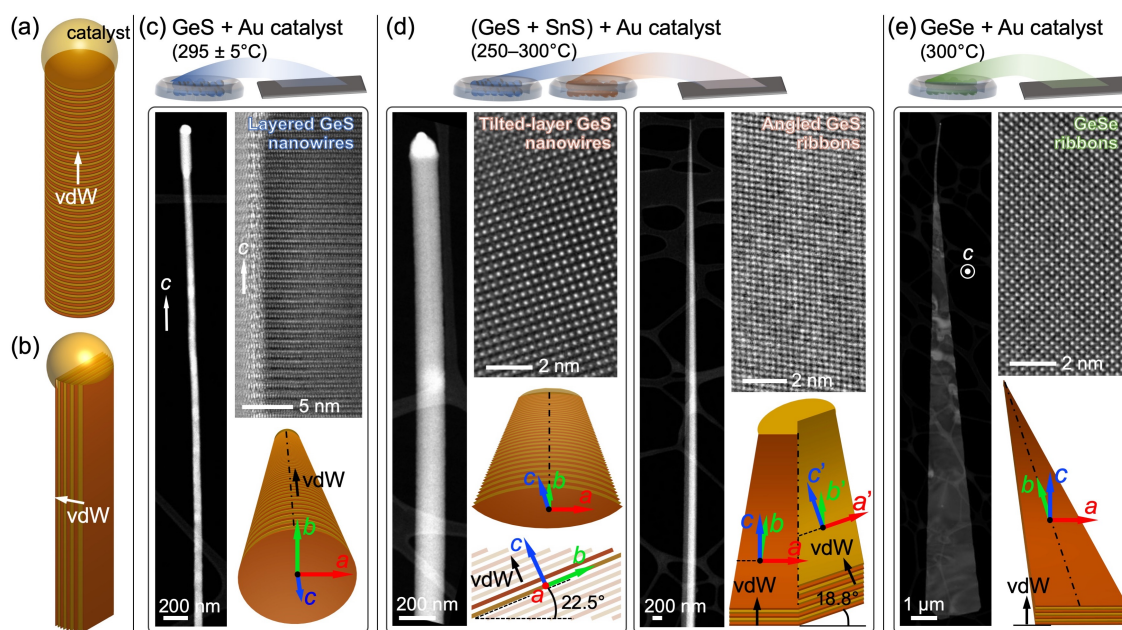 (a)
catalyst
vdW
(b)
vdW
(c) GeS + Au catalyst
(295 ± 5°C)
Layered GeS
nanowires
c
c
5 nm
200 nm
vdW
b
a
c
(d)
(GeS + SnS) + Au catalyst
(250–300°C)
Tilted-layer GeS
nanowires
2 nm
c
b
a
c
b
vdW
a
22.5°
200 nm
Angled GeS
ribbons
2 nm
c
b
a
c'
b'
a'
vdW
vdW
18.8°
200 nm
(e) GeSe + Au catalyst
(300°C)
GeSe
ribbons
c
2 nm
b
c
a
vdW
1 µm